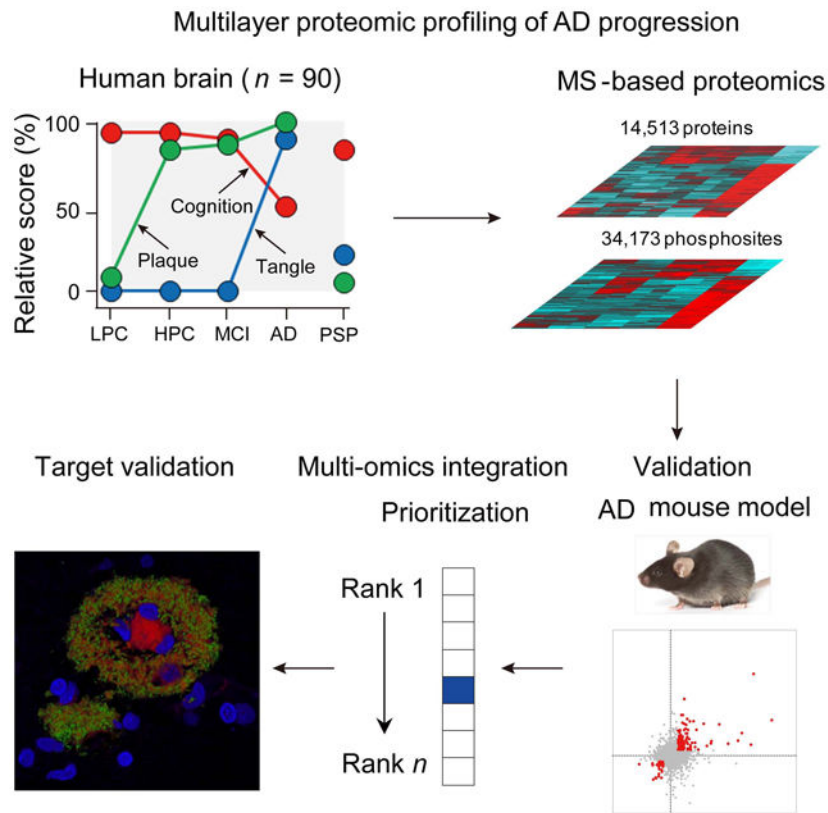 Multilayer proteomic profiling of AD progression
Human brain (n = 90)
Relative score (%)
100
50
0
Cognition
Plaque
Tangle
LPC HPC MCI AD PSP
MS-based proteomics
14,513 proteins
34,173 phosphosites
Target validation
Multi-omics integration
Prioritization
Rank 1
Rank n
Validation
AD mouse model